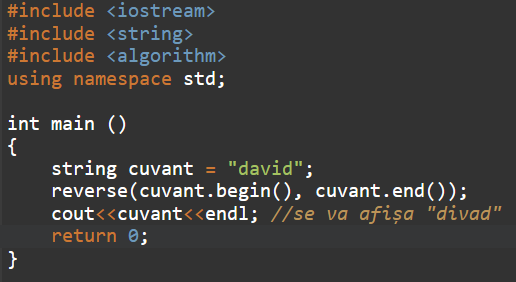 #include <iostream>
#include <string>
#include <algorithm>
using namespace std;
int main ()
{
string cuvant = "david";
reverse(cuvant.begin(), cuvant.end());
cout<<cuvant<<endl; //se va afișa "divad"
return 0;
}